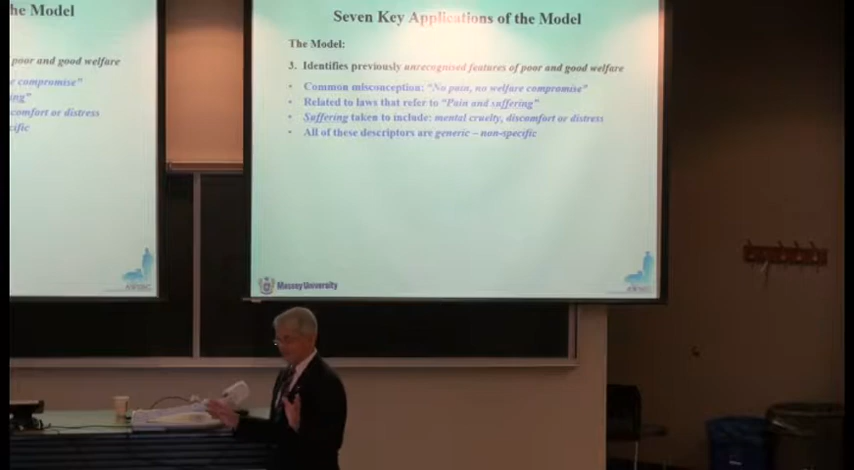 he Model
poor and good welfare
e compromise"
ng"
comfort or distress
cific
Seven Key Applications of the Model
The Model:
3. Identifies previously unrecognised features of poor and good welfare
• Common misconception: "No pain, no welfare compromise"
• Related to laws that refer to "Pain and suffering"
• Suffering taken to include: mental cruelty, discomfort or distress
• All of these descriptors are generic – non-specific
Massey University